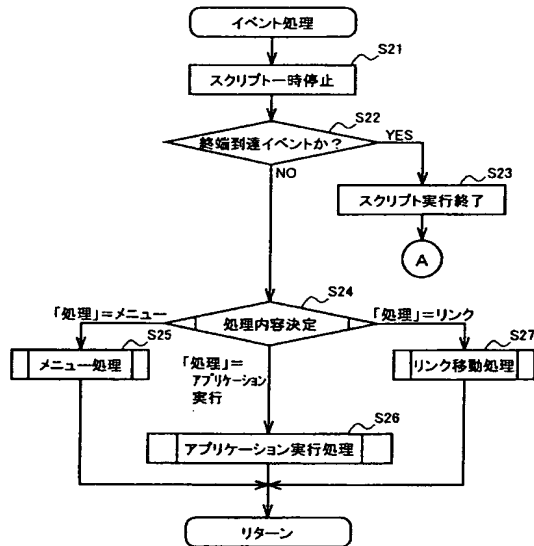 イベント処理
S21
スクリプト一時停止
S22
終端到達イベントか？
YES
NO
S23
スクリプト実行終了
A
S24
「処理」＝メニュー
処理内容決定
「処理」＝リンク
S25
S27
メニュー処理
「処理」＝
アプリケーション
実行
リンク移動処理
S26
アプリケーション実行処理
リターン